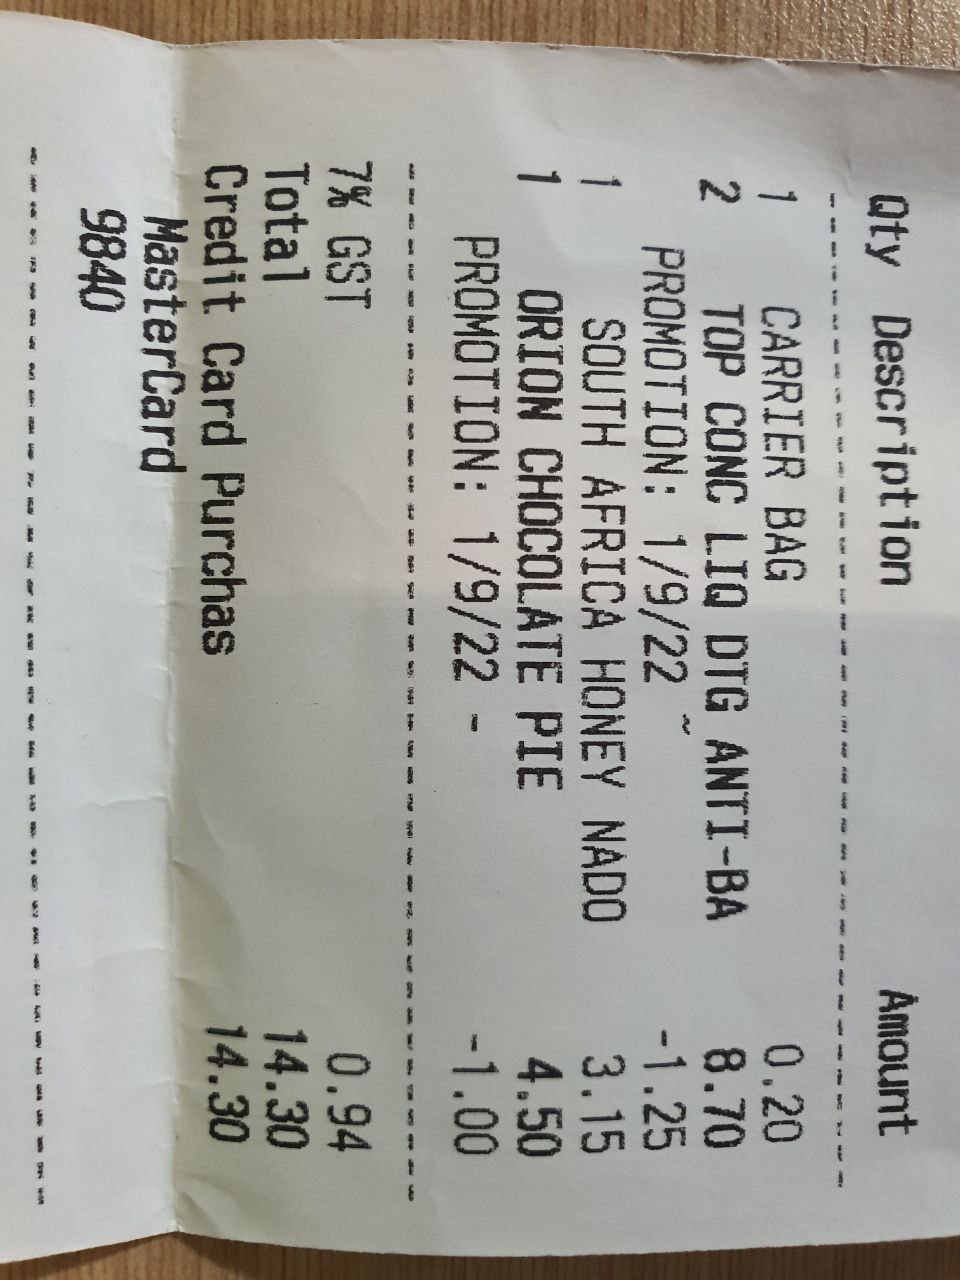 Qty Description Amount
1 CARRIER BAG 0.20
2 TOP CONC LIQ DTG ANTI-BA 8.70
PROMOTION: 1/9/22 ~ -1.25
1 SOUTH AFRICA HONEY NADO 3.15
1 ORION CHOCOLATE PIE 4.50
PROMOTION: 1/9/22 - -1.00
7% GST 0.94
Total 14.30
Credit Card Purchas 14.30
MasterCard
9840